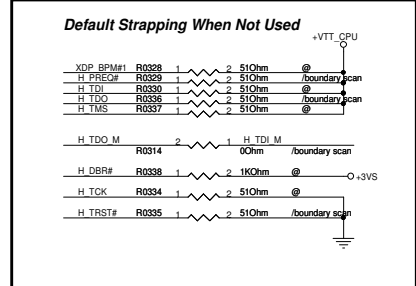 Default Strapping When Not Used
+VTT_CPU
XDP_BPM#1 R0328 1 2 51Ohm @
H_PREQ# R0329 1 2 51Ohm /boundary scan
H_TDI R0330 1 2 51Ohm @
H_TDO R0336 1 2 51Ohm /boundary scan
H_TMS R0337 1 2 51Ohm @
H_TDO_M 2 1 H_TDI_M
R0314 0Ohm /boundary scan
H_DBR# R0338 1 2 1KOhm @ +3VS
H_TCK R0334 1 2 51Ohm @
H_TRST# R0335 1 2 51Ohm /boundary scan